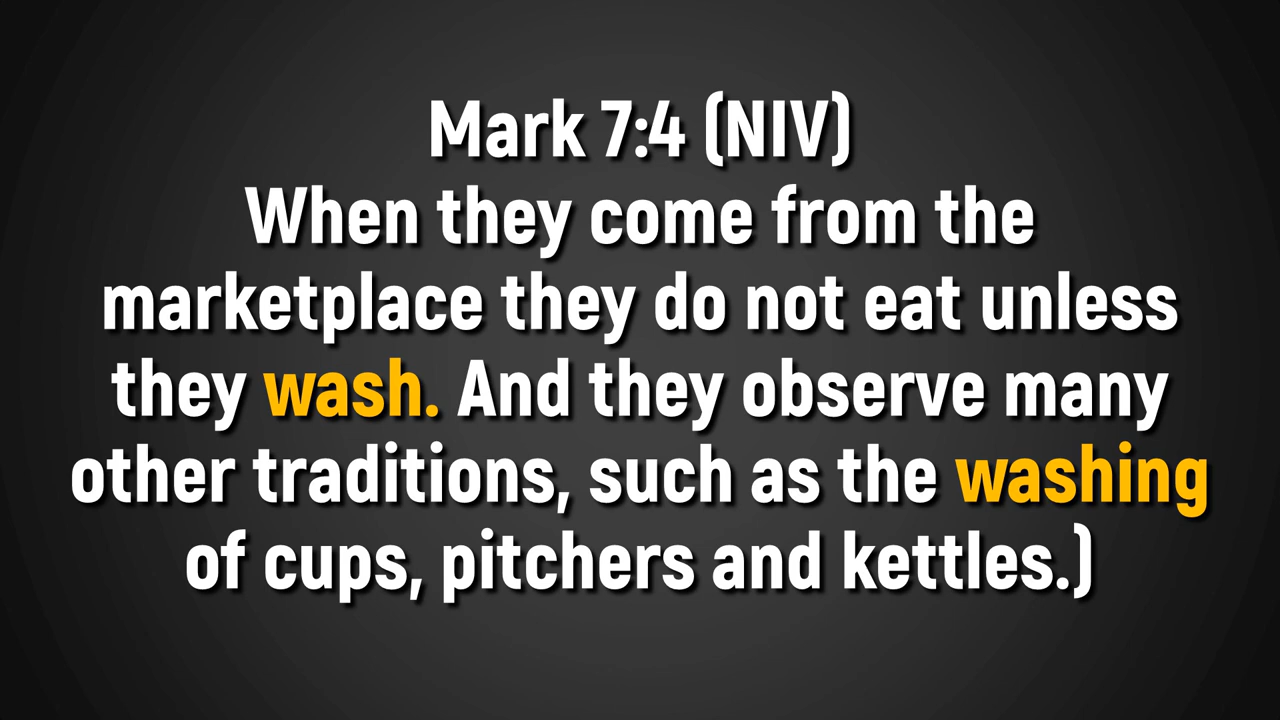 Mark 7:4 (NIV)
When they come from the
marketplace they do not eat unless
they wash. And they observe many
other traditions, such as the washing
of cups, pitchers and kettles.)